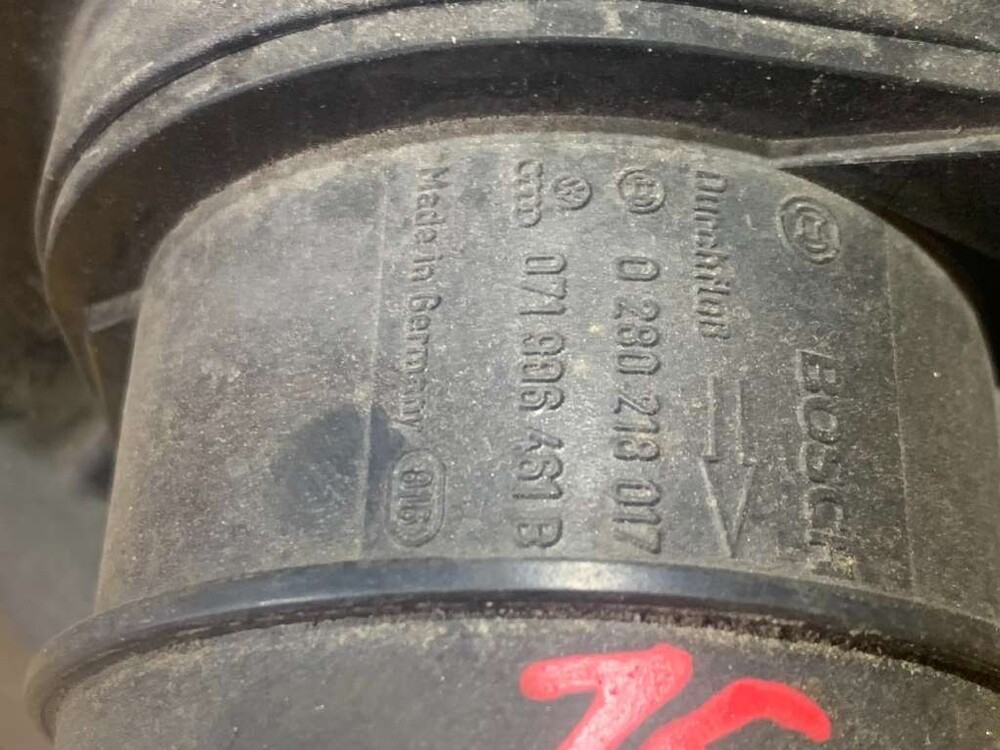 BOSCH
Durchfluß
0 280 218 017
071 906 461 B
Made in Germany